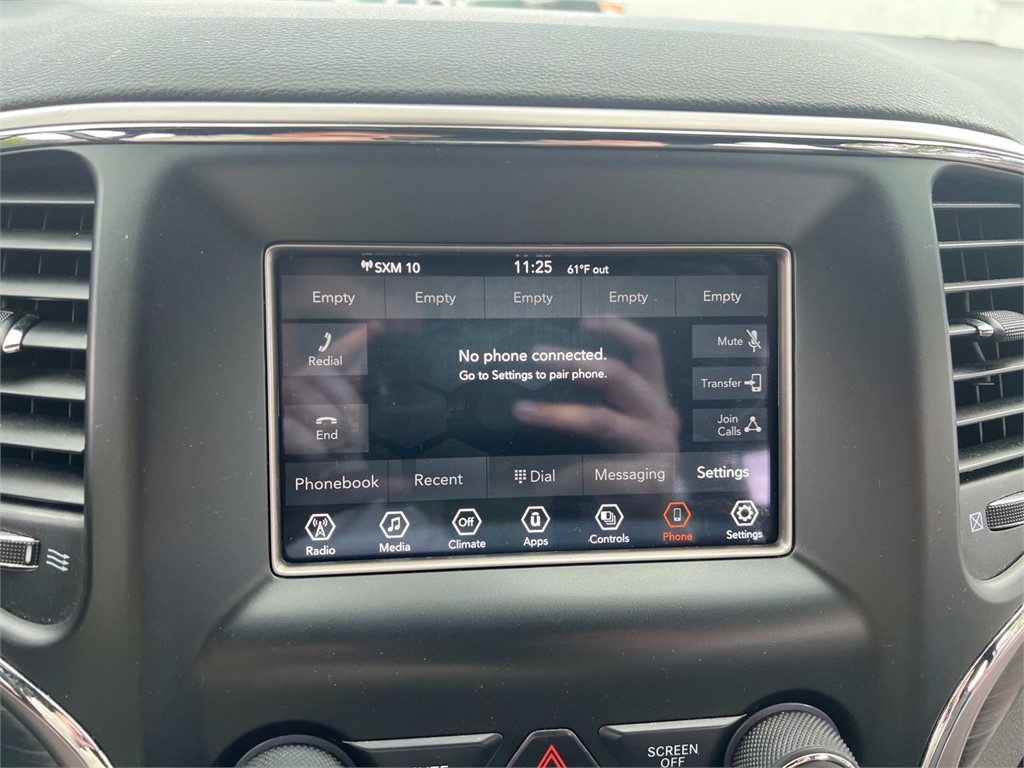 SXM 10 11:25 61°F out
Empty Empty Empty Empty Empty
Redial
No phone connected.
Go to Settings to pair phone.
Mute
Transfer
End
Join
Calls
Phonebook Recent Dial Messaging Settings
Off
Radio Media Climate Apps Controls Phone Settings
SCREEN
OFF